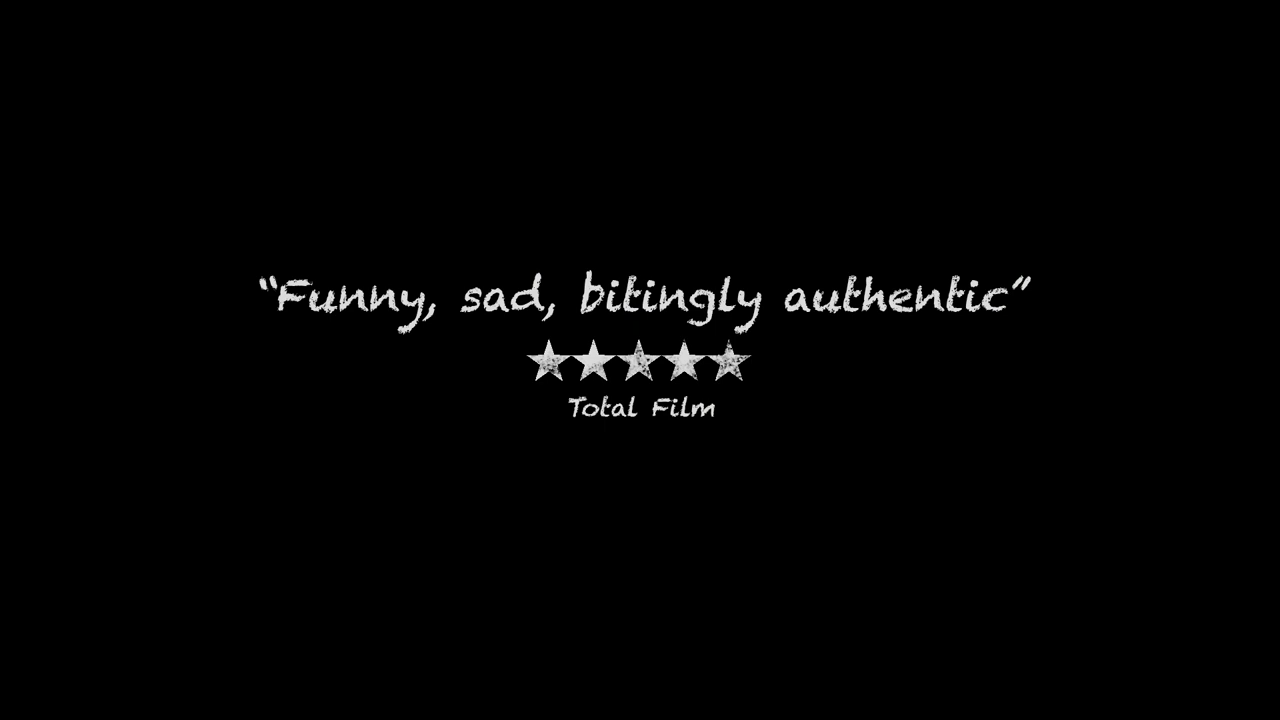 “Funny, sad, bitingly authentic”
★★★★★
Total Film